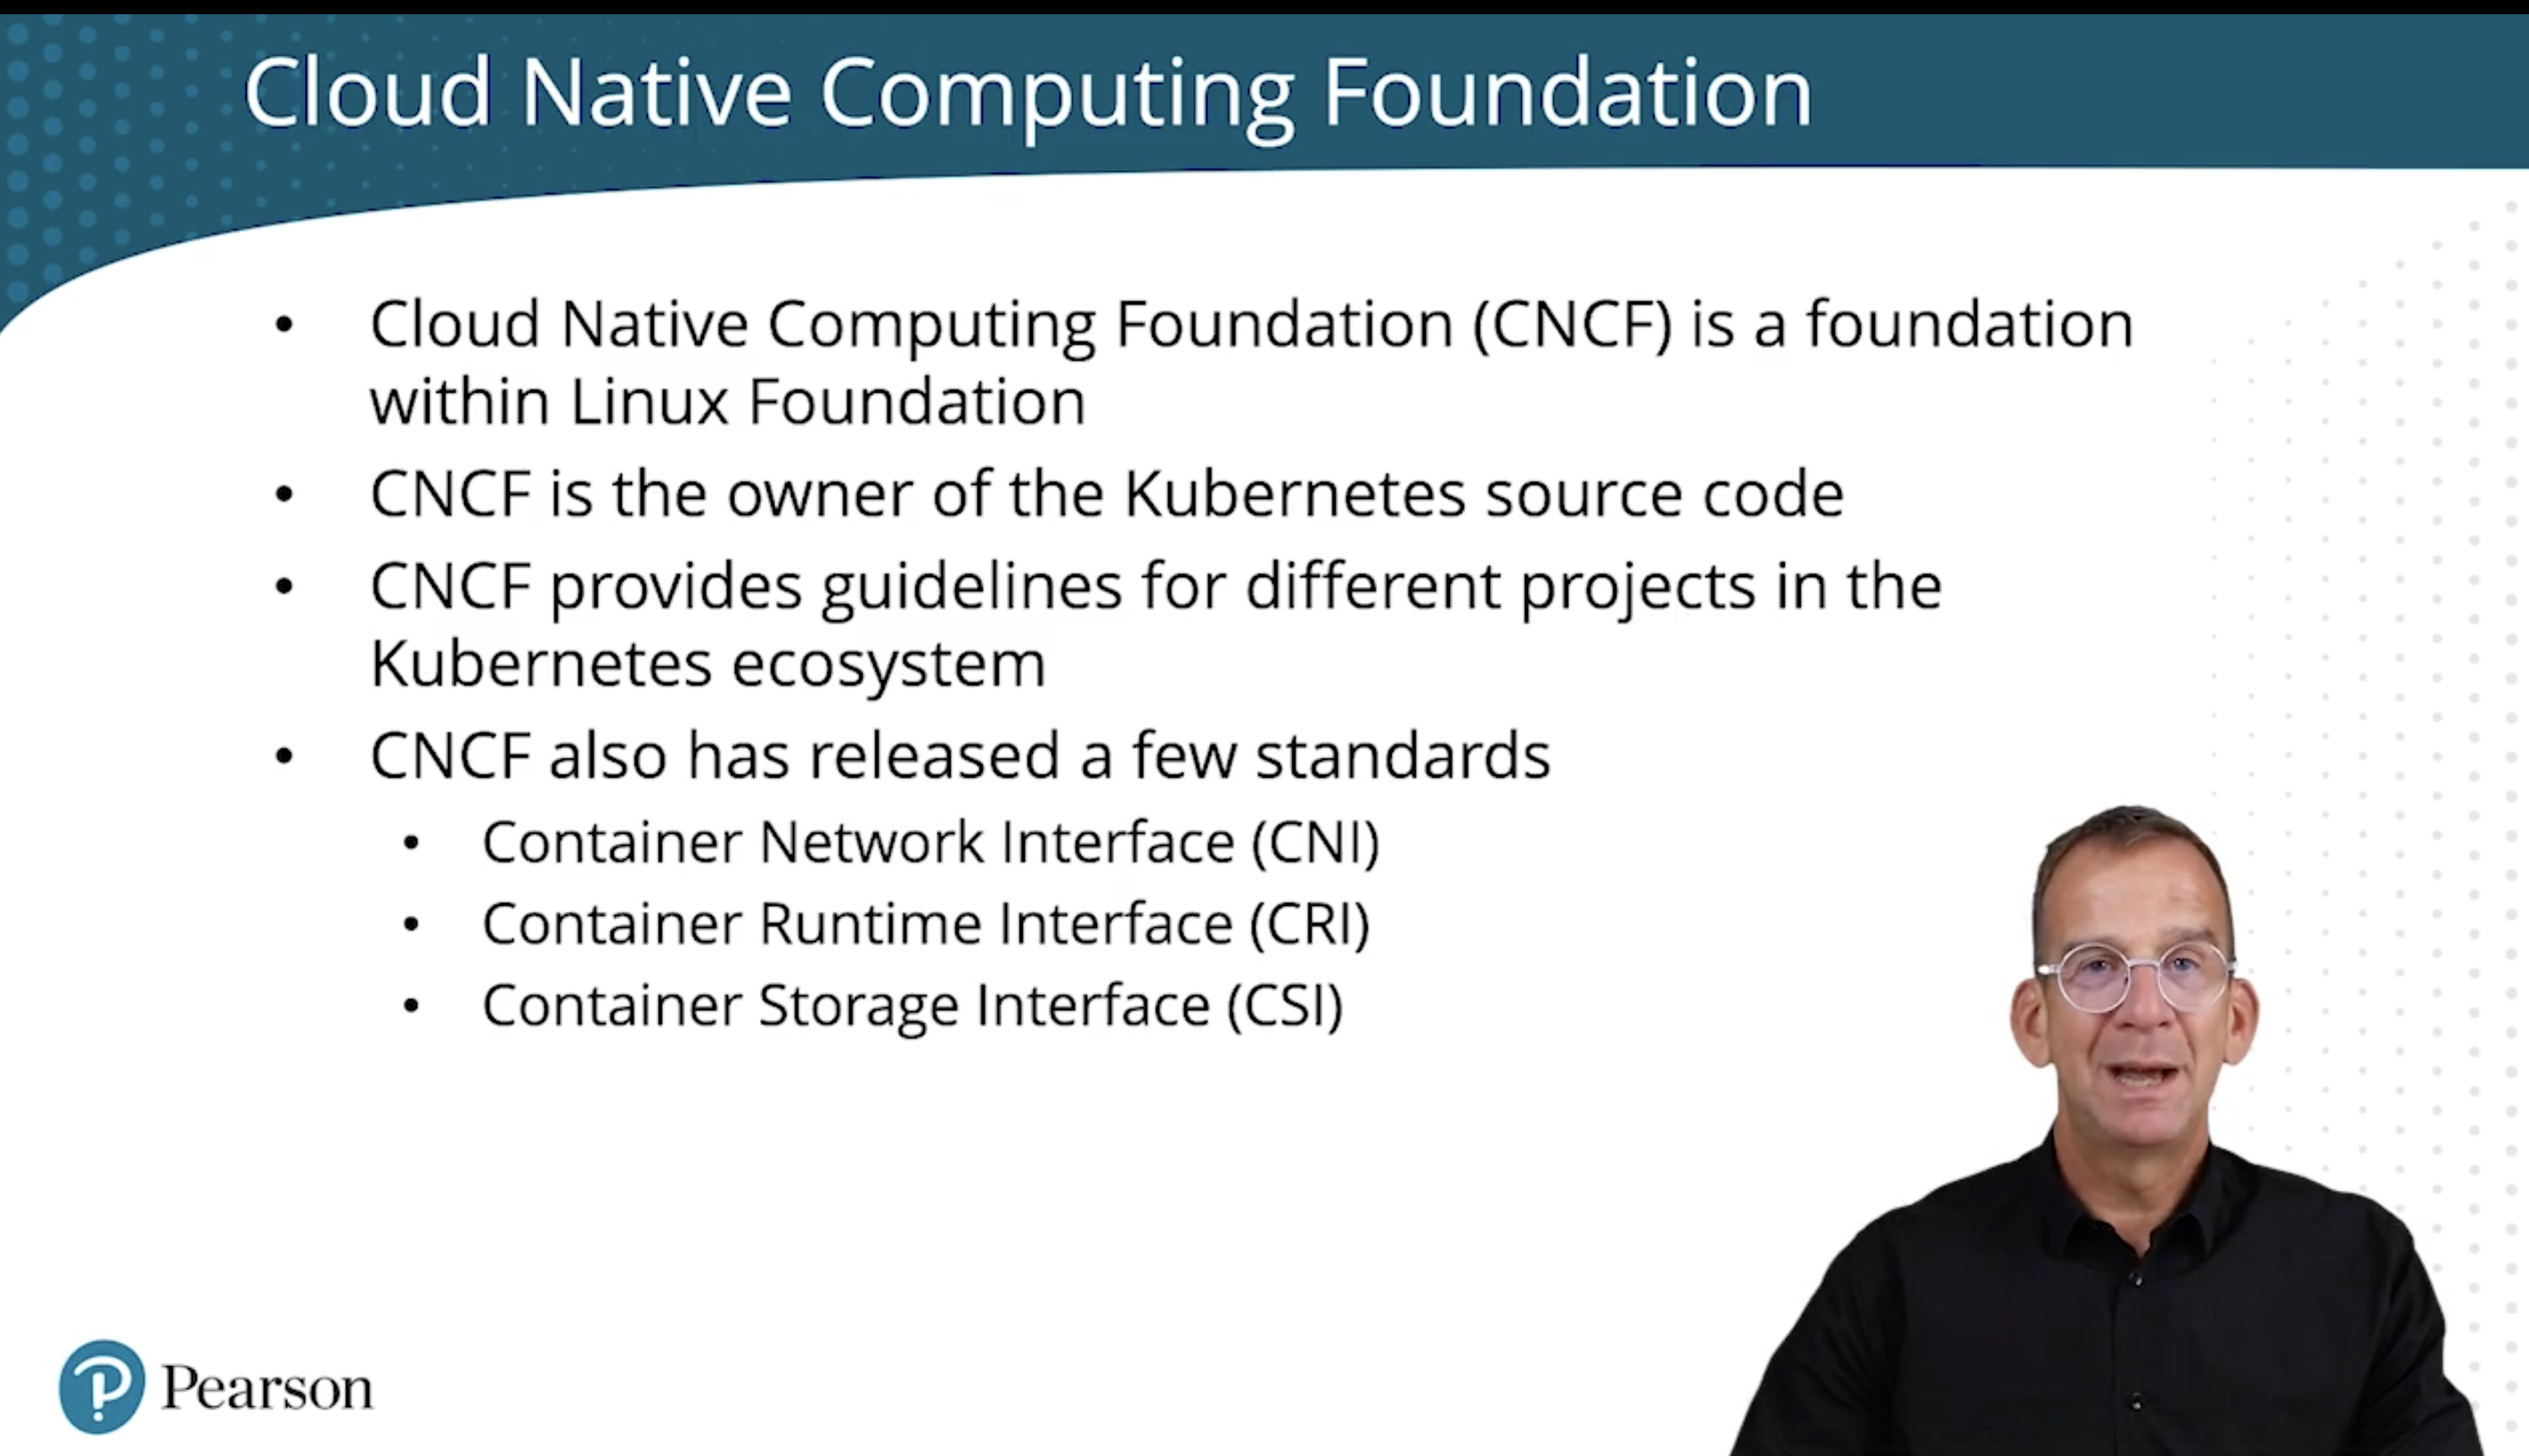 Cloud Native Computing Foundation
• Cloud Native Computing Foundation (CNCF) is a foundation
within Linux Foundation
• CNCF is the owner of the Kubernetes source code
• CNCF provides guidelines for different projects in the
Kubernetes ecosystem
• CNCF also has released a few standards
• Container Network Interface (CNI)
• Container Runtime Interface (CRI)
• Container Storage Interface (CSI)
Pearson